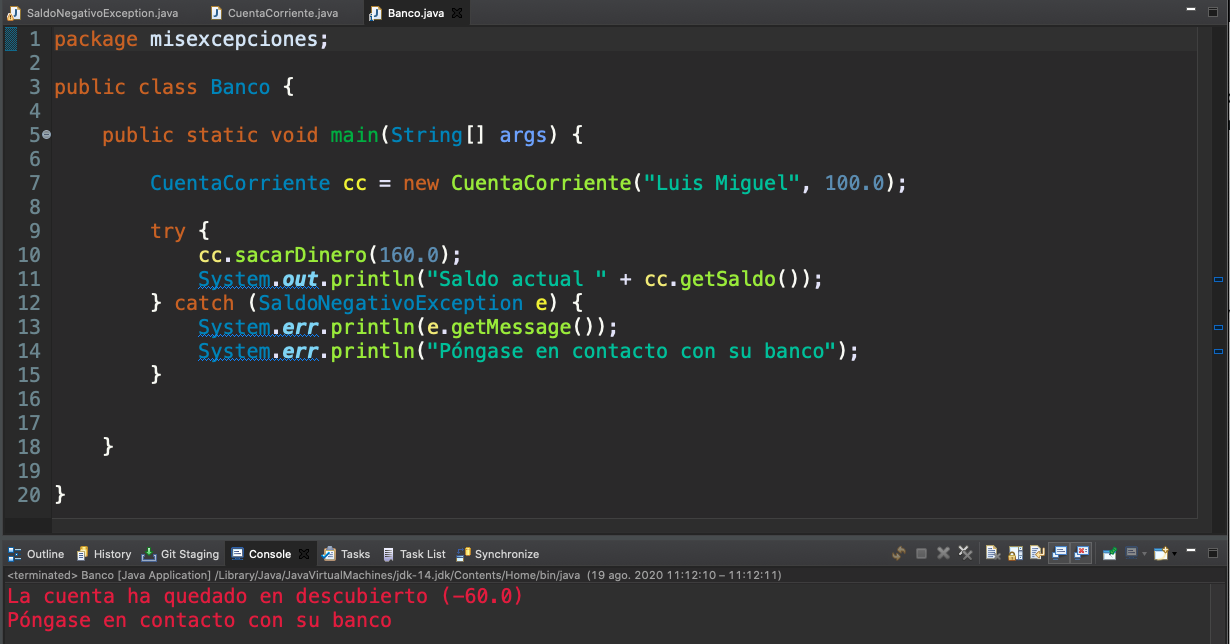 SaldoNegativoException.java CuentaCorriente.java Banco.java
1 package misexcepciones;
2
3 public class Banco {
4
5 public static void main(String[] args) {
6
7 CuentaCorriente cc = new CuentaCorriente("Luis Miguel", 100.0);
8
9 try {
10 cc.sacarDinero(160.0);
11 System.out.println("Saldo actual " + cc.getSaldo());
12 } catch (SaldoNegativoException e) {
13 System.err.println(e.getMessage());
14 System.err.println("Póngase en contacto con su banco");
15 }
16
17
18 }
19
20 }
Outline History Git Staging Console Tasks Task List Synchronize
<terminated> Banco [Java Application] /Library/Java/JavaVirtualMachines/jdk-14.jdk/Contents/Home/bin/java (19 ago. 2020 11:12:10 – 11:12:11)
La cuenta ha quedado en descubierto (-60.0)
Póngase en contacto con su banco